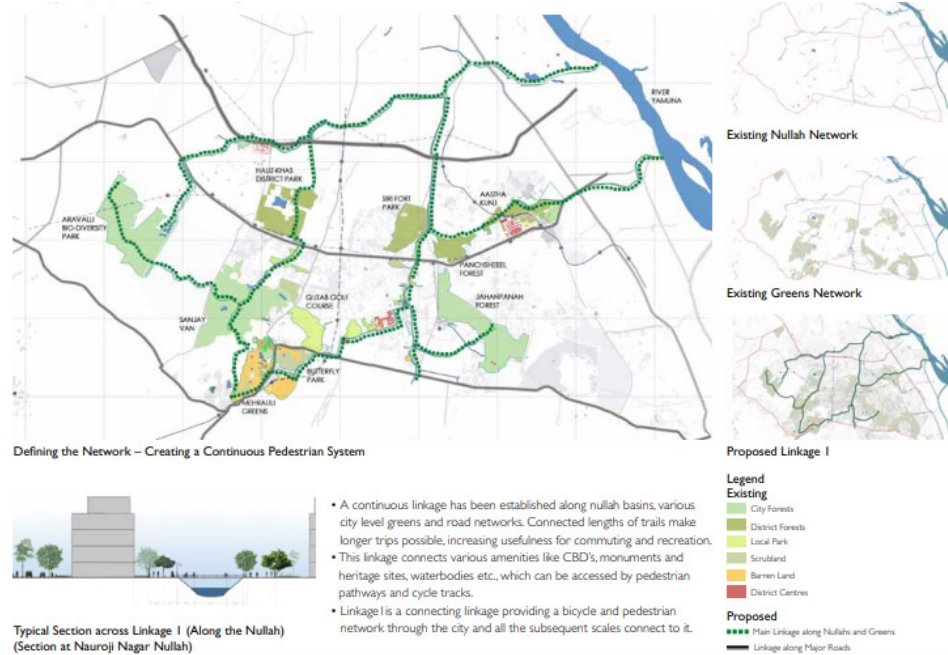 RIVER
YAMUNA
HAUZ-KHAS
DISTRICT PARK
SIRI FORT
PARK
AASTHA
KUNJ
ARAVALLI
BIO-DIVERSITY
PARK
PANCHSHEEL
FOREST
JAHANPANAH
FOREST
QUTAB GOLF
COURSE
SANJAY
VAN
BUTTERFLY
PARK
MEHRAULI
GREENS
Defining the Network – Creating a Continuous Pedestrian System
Existing Nullah Network
Existing Greens Network
Proposed Linkage 1
Legend
Existing
City Forests
District Forests
Local Park
Scrubland
Barren Land
District Centres
Proposed
Main Linkage along Nullahs and Greens
Linkage along Major Roads
• A continuous linkage has been established along nullah basins, various
city level greens and road networks. Connected lengths of trails make
longer trips possible, increasing usefulness for commuting and recreation.
• This linkage connects various amenities like CBD's, monuments and
heritage sites, waterbodies etc., which can be accessed by pedestrian
pathways and cycle tracks.
• Linkage1is a connecting linkage providing a bicycle and pedestrian
network through the city and all the subsequent scales connect to it.
Typical Section across Linkage 1 (Along the Nullah)
(Section at Nauroji Nagar Nullah)